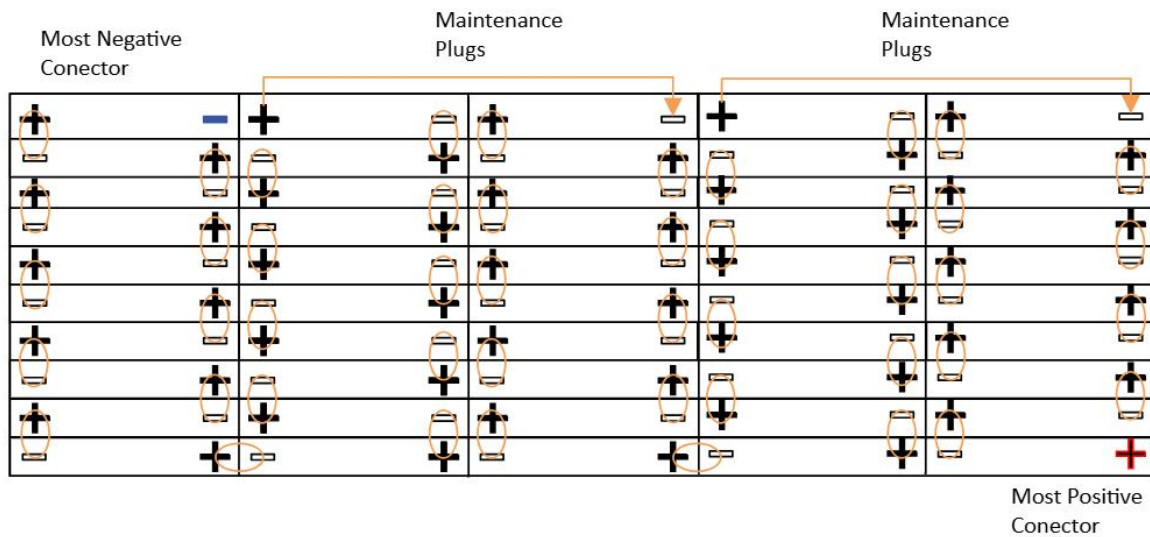 Most Negative
Conector
Maintenance
Plugs
Maintenance
Plugs
Most Positive
Conector